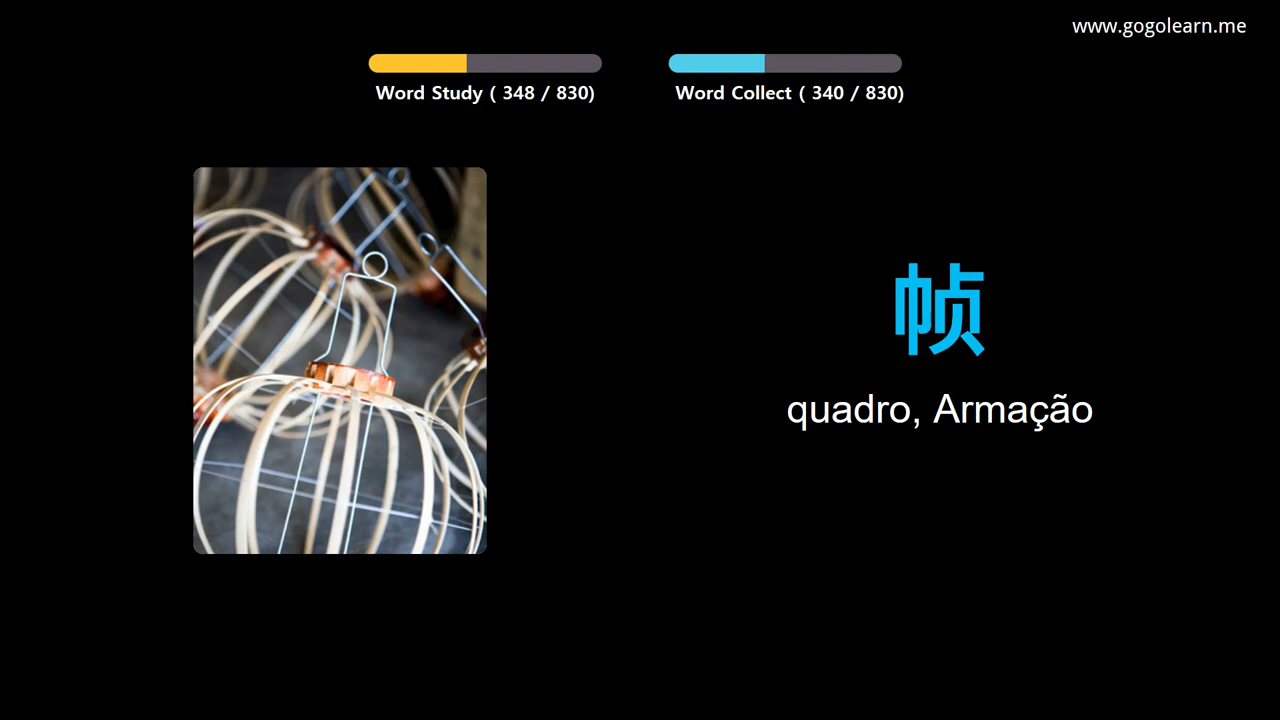 www.gogolearn.me
Word Study ( 348 / 830)
Word Collect ( 340 / 830)
帧
quadro, Armação